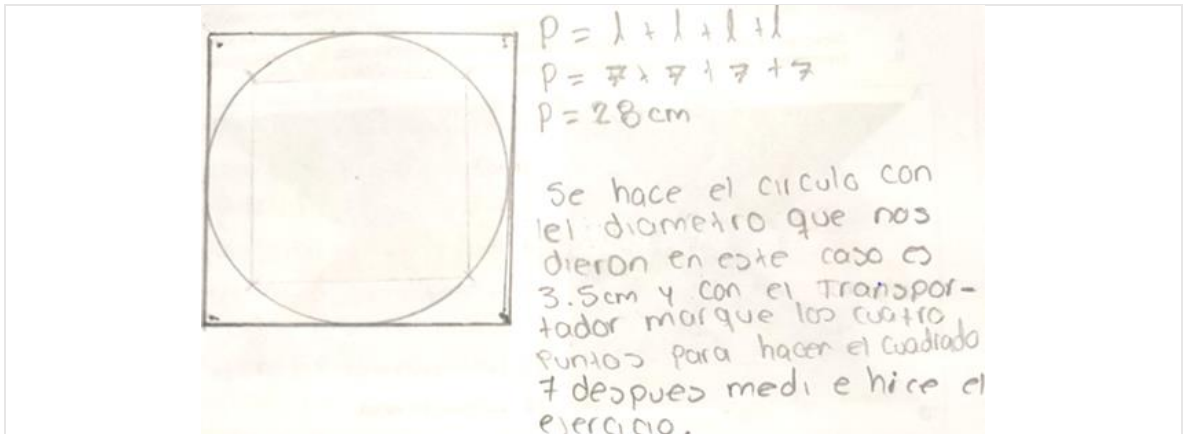 P = l + l + l + l
P = 7 + 7 + 7 + 7
P = 28 cm
Se hace el circulo con
el diametro que nos
dieron en este caso es
3.5cm y con el Transpor-
tador marque los cuatro
puntos para hacer el cuadrado
7 despues medi e hice el
ejercicio.